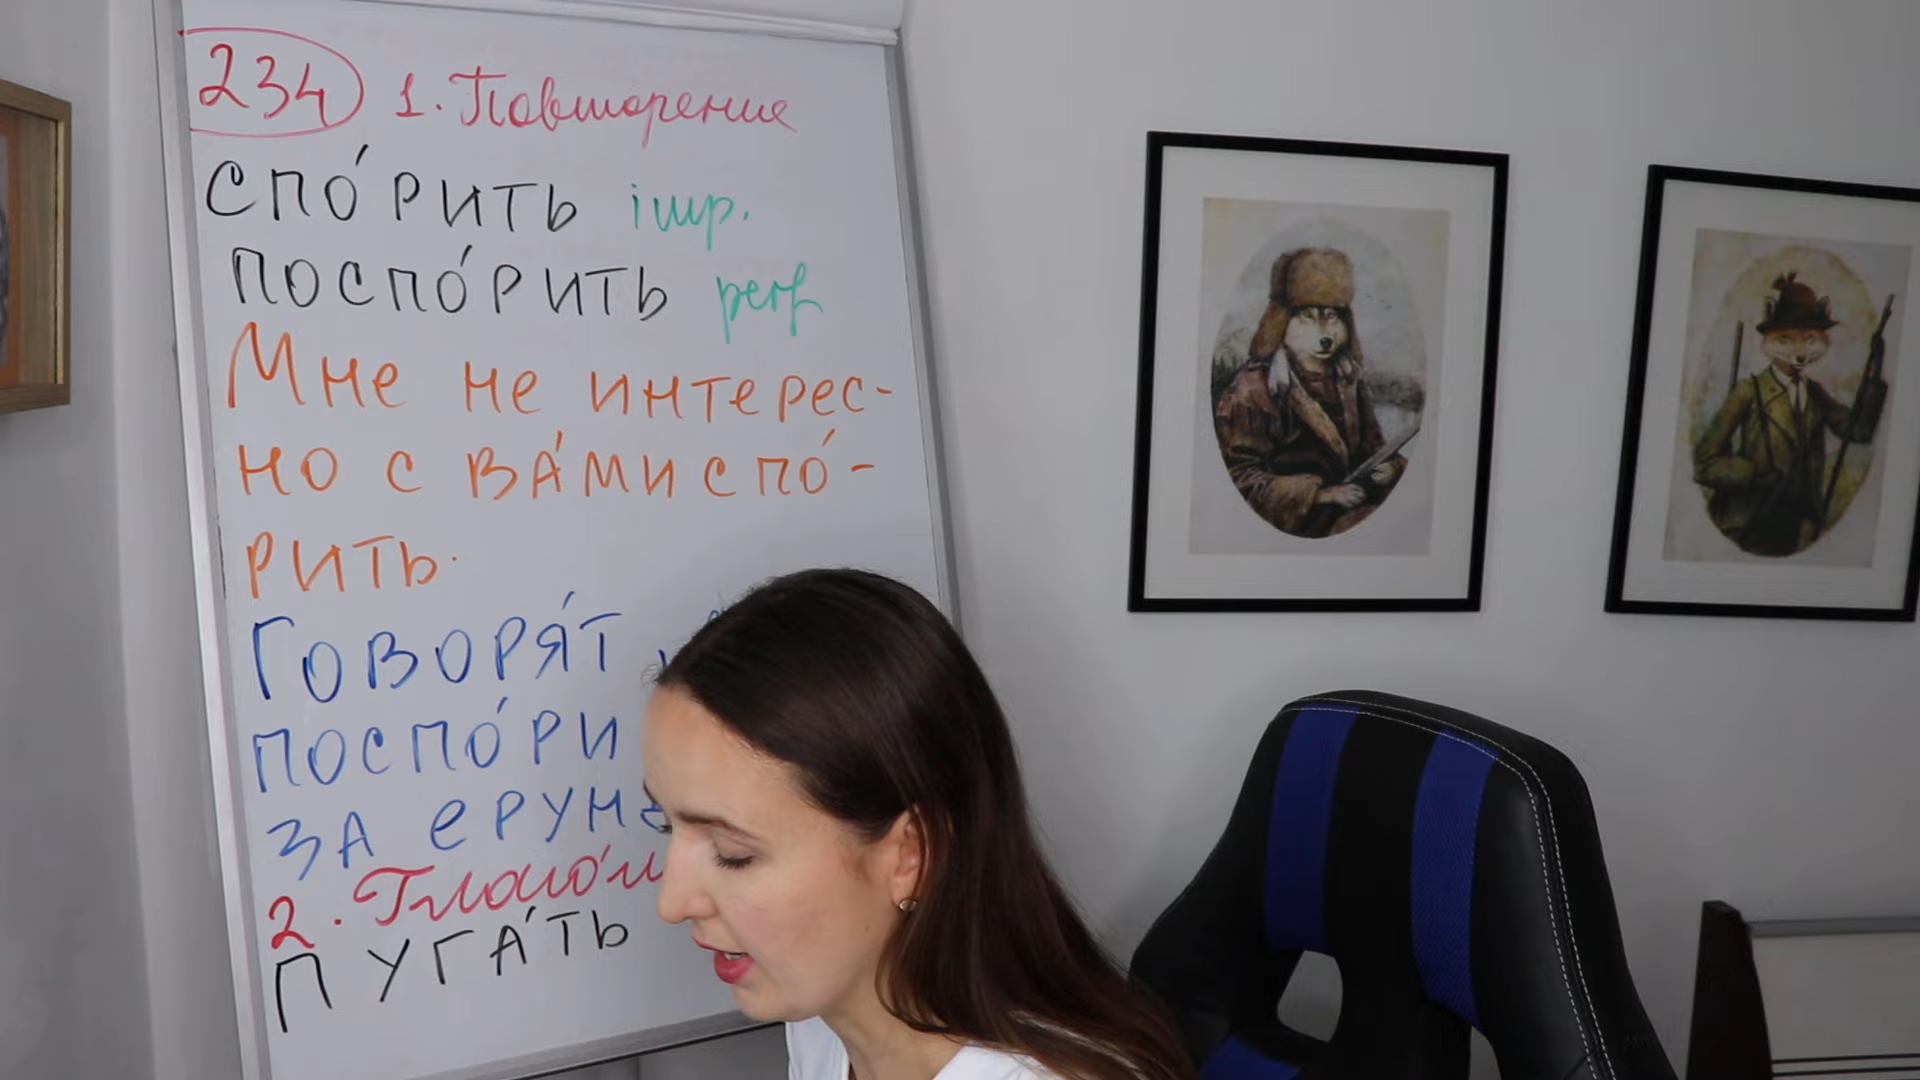 234 1. Повторение
СПО́РИТЬ imp.
ПОСПО́РИТЬ perf
Мне не интерес-
но с ВА́МИ СПО́-
РИТЬ.
ГОВОРЯ́Т
ПОСПО́РИ
ЗА ерун
2. Глаго́л
ПУГА́ТЬ